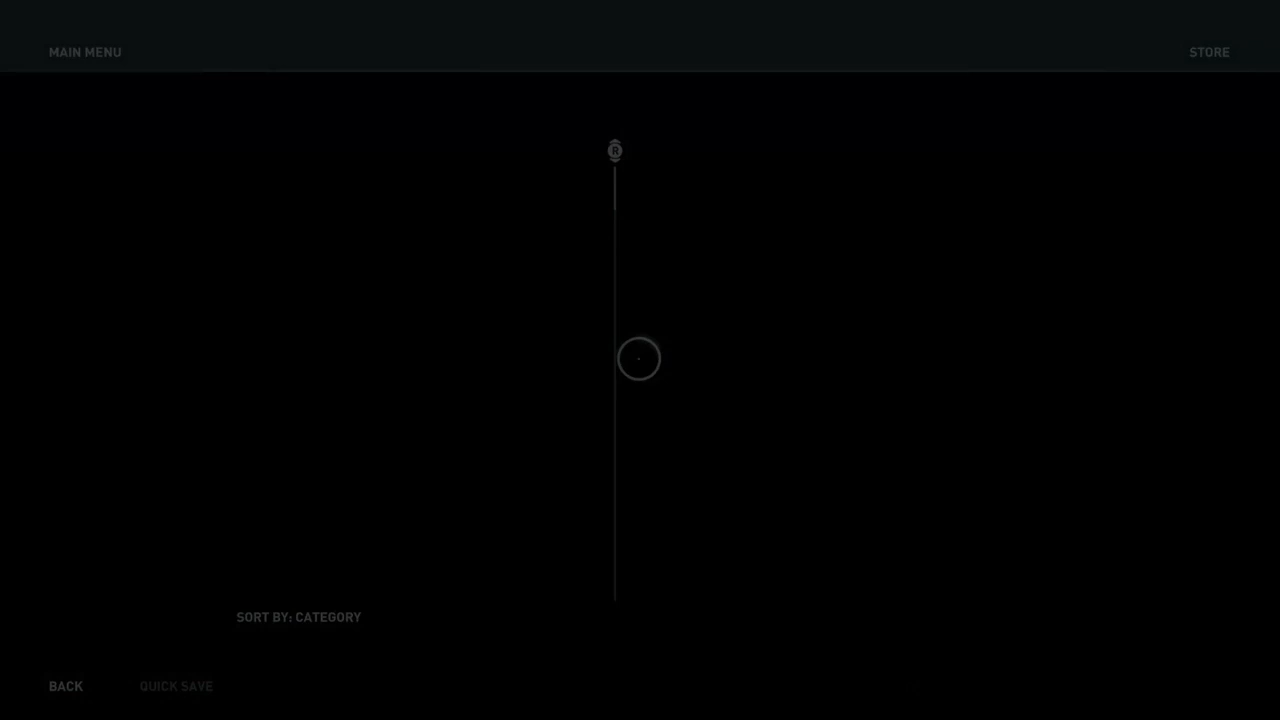 MAIN MENU
STORE
R
SORT BY: CATEGORY
BACK
QUICK SAVE